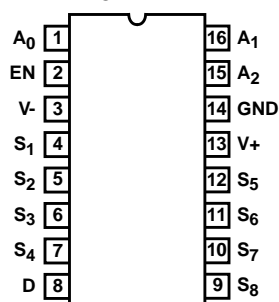 A0 1 16 A1
EN 2 15 A2
V- 3 14 GND
S1 4 13 V+
S2 5 12 S5
S3 6 11 S6
S4 7 10 S7
D 8 9 S8